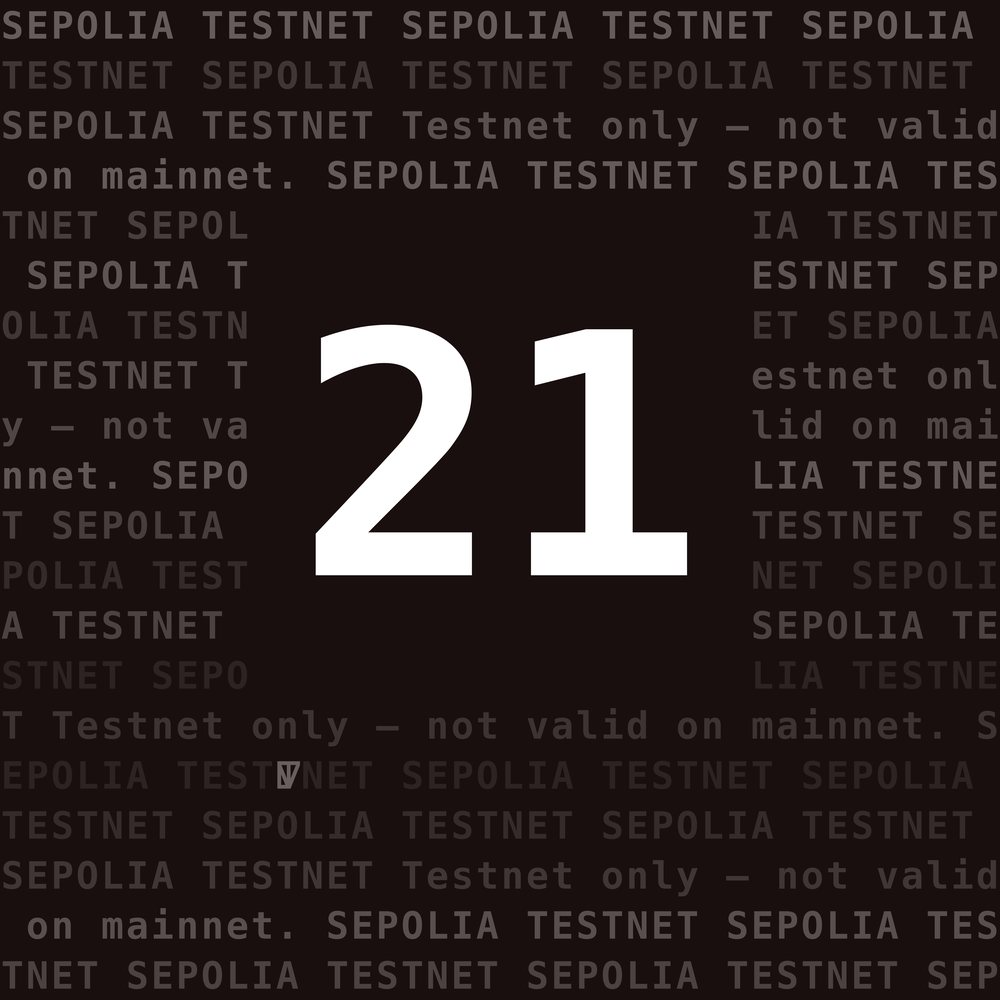 SEPOLIA TESTNET SEPOLIA TESTNET SEPOLIA
TESTNET SEPOLIA TESTNET SEPOLIA TESTNET
SEPOLIA TESTNET Testnet only — not valid
on mainnet. SEPOLIA TESTNET SEPOLIA TES
TNET SEPOL IA TESTNET
SEPOLIA T ESTNET SEP
OLIA TESTN ET SEPOLIA
TESTNET T estnet onl
y — not va lid on mai
nnet. SEPO LIA TESTNE
21
T SEPOLIA TESTNET SE
POLIA TEST NET SEPOLI
A TESTNET SEPOLIA TE
STNET SEPO LIA TESTNE
T Testnet only — not valid on mainnet. S
EPOLIA TESTNET SEPOLIA TESTNET SEPOLIA
TESTNET SEPOLIA TESTNET SEPOLIA TESTNET
SEPOLIA TESTNET Testnet only — not valid
on mainnet. SEPOLIA TESTNET SEPOLIA TES
TNET SEPOLIA TESTNET SEPOLIA TESTNET SEP